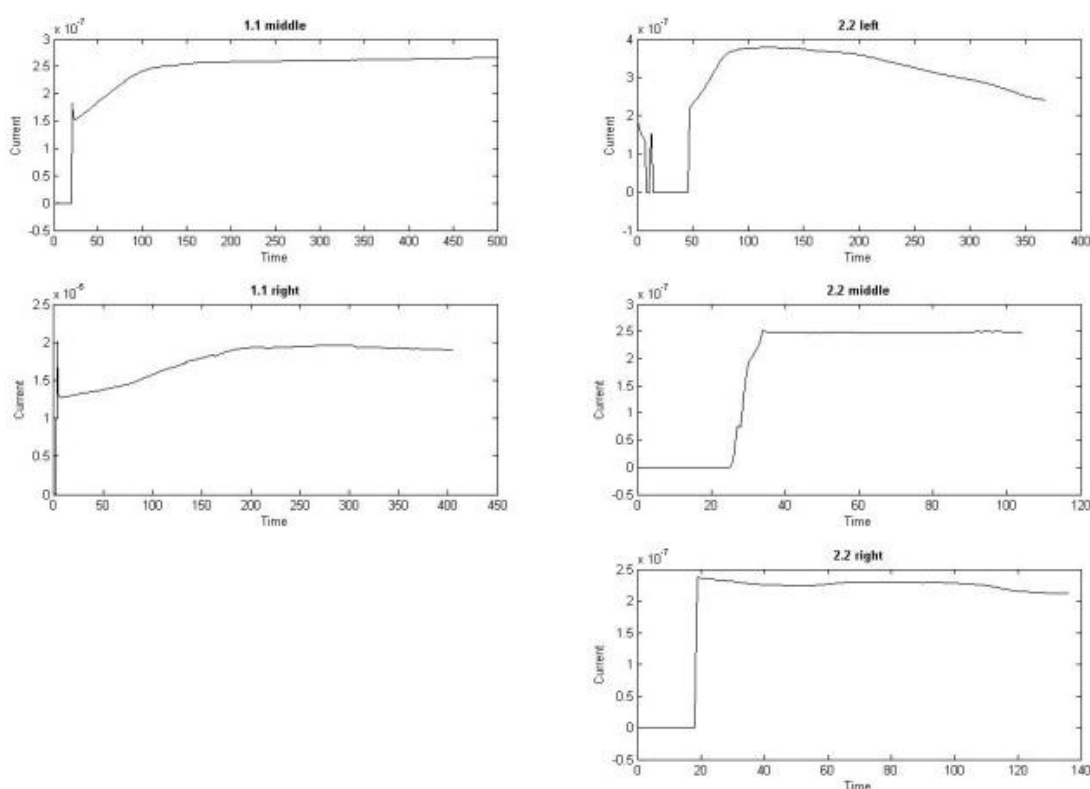 1.1 middle
x 10⁻⁷
3
2.5
2
1.5
1
0.5
0
-0.5
Current
0 50 100 150 200 250 300 350 400 450 500
Time
2.2 left
x 10⁻⁷
4
3
2
1
0
-1
Current
0 50 100 150 200 250 300 350 400
Time
1.1 right
x 10⁻⁶
2.5
2
1.5
1
0.5
0
Current
0 50 100 150 200 250 300 350 400 450
Time
2.2 middle
x 10⁻⁷
3
2.5
2
1.5
1
0.5
0
-0.5
Current
0 20 40 60 80 100 120
Time
2.2 right
x 10⁻⁷
2.5
2
1.5
1
0.5
0
-0.5
Current
0 20 40 60 80 100 120 140
Time